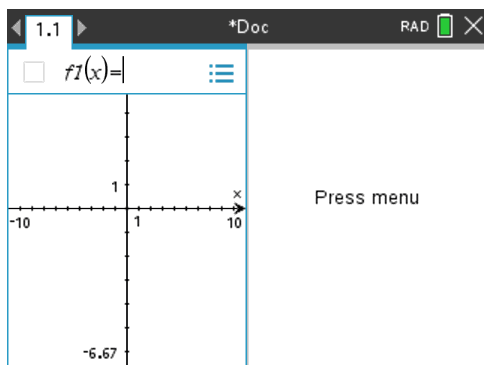 1.1 *Doc RAD
f1(x)=
1
x
-10 1 10
-6.67
Press menu